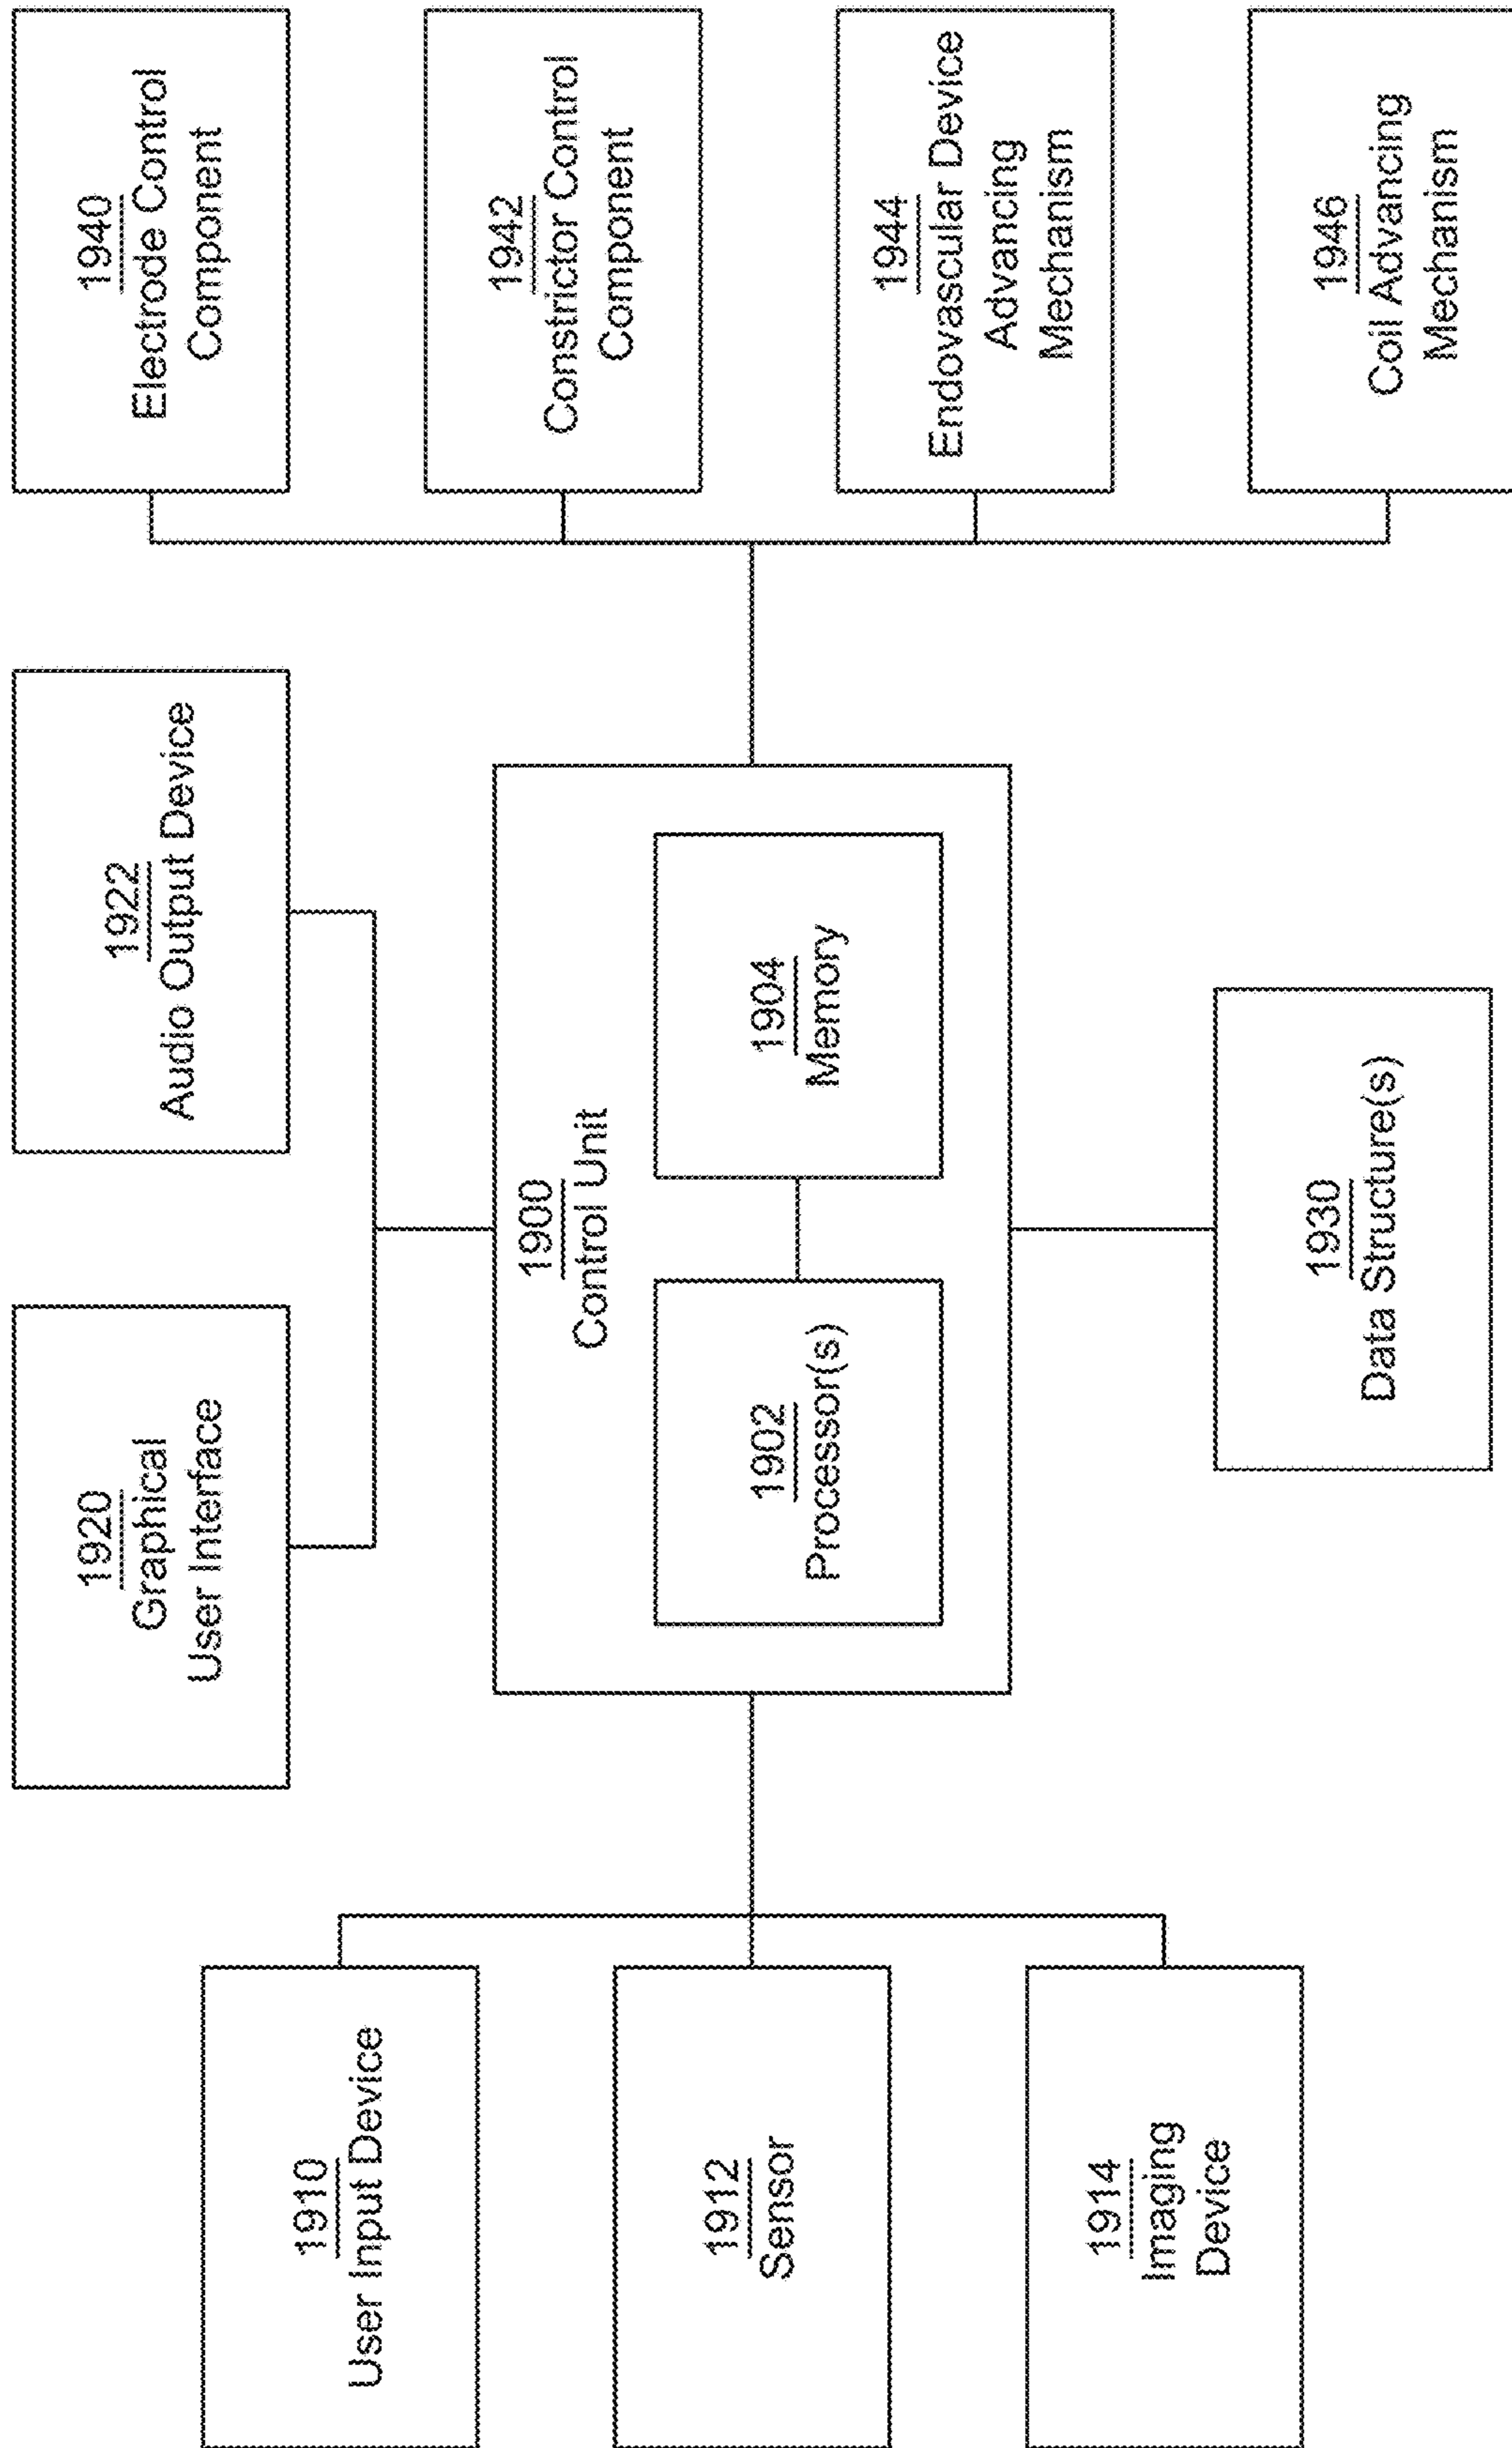 1910
User Input Device
1912
Sensor
1914
Imaging
Device
1920
Graphical
User Interface
1922
Audio Output Device
1900
Control Unit
1902
Processor(s)
1904
Memory
1930
Data Structure(s)
1940
Electrode Control
Component
1942
Constrictor Control
Component
1944
Endovascular Device
Advancing
Mechanism
1946
Coil Advancing
Mechanism